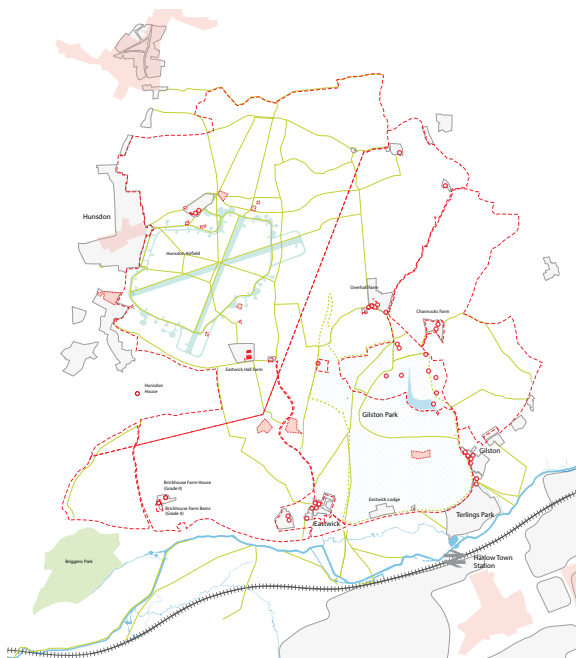 Hunsdon
Hunsdon Airfield
Overhall Farm
Channocks Farm
Eastwick Hall Farm
Hunsdon
House
Gilston Park
Gilston
Brickhouse Farm House
(Grade II)
Brickhouse Farm Barns
(Grade II)
Eastwick Lodge
Terlings Park
Eastwick
Briggens Park
Harlow Town
Station